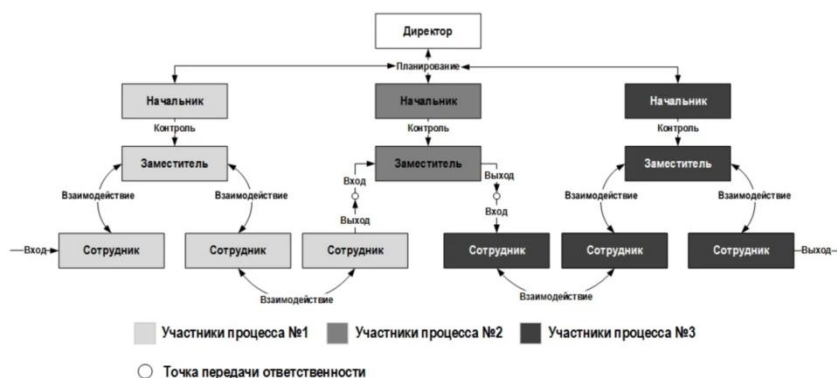 Директор
Планирование
Начальник
Начальник
Начальник
Контроль
Контроль
Контроль
Заместитель
Заместитель
Заместитель
Взаимодействие
Взаимодействие
Вход
Выход
Выход
Вход
Взаимодействие
Взаимодействие
Вход
Сотрудник
Сотрудник
Сотрудник
Сотрудник
Сотрудник
Сотрудник
Выход
Взаимодействие
Взаимодействие
Участники процесса №1
Участники процесса №2
Участники процесса №3
Точка передачи ответственности